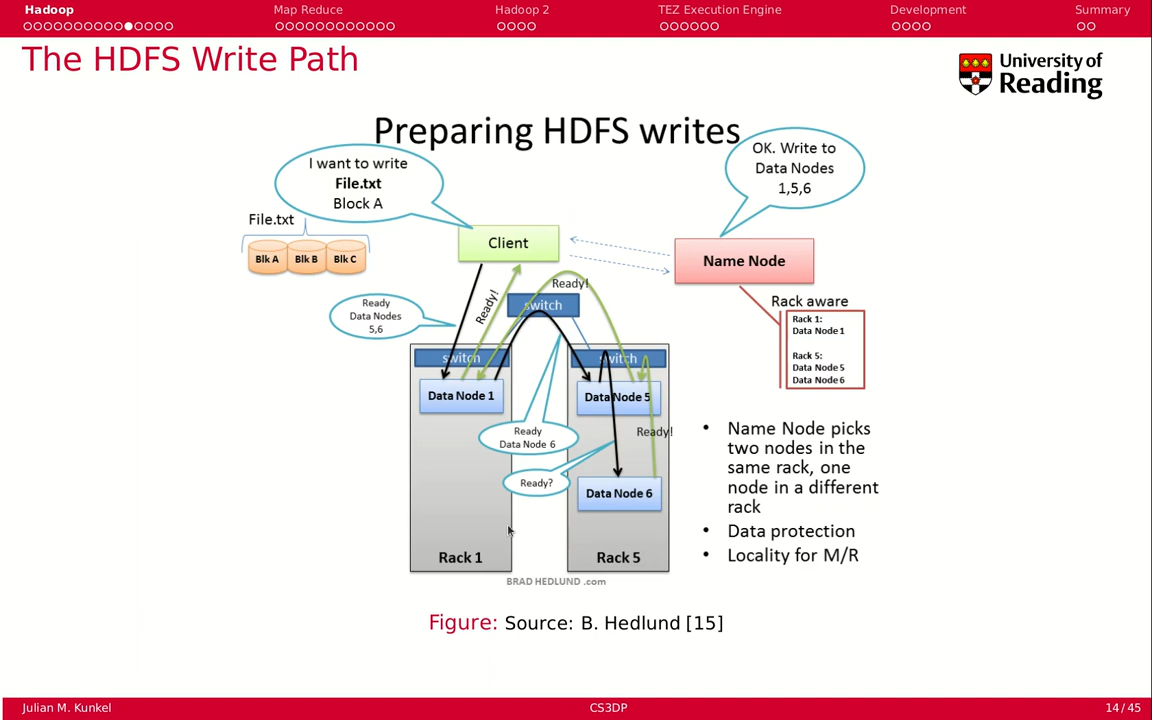 Hadoop
Map Reduce
Hadoop 2
TEZ Execution Engine
Development
Summary
The HDFS Write Path
University of
Reading
Preparing HDFS writes
I want to write
File.txt
Block A
OK. Write to
Data Nodes
1,5,6
File.txt
Blk A
Blk B
Blk C
Client
Name Node
Ready!
Ready!
switch
Ready
Data Nodes
5,6
Rack aware
Rack 1:
Data Node 1
Rack 5:
Data Node 5
Data Node 6
switch
switch
Data Node 1
Data Node 5
Ready
Data Node 6
Ready!
Ready?
Data Node 6
Rack 1
Rack 5
• Name Node picks
two nodes in the
same rack, one
node in a different
rack
• Data protection
• Locality for M/R
BRAD HEDLUND .com
Figure: Source: B. Hedlund [15]
Julian M. Kunkel
CS3DP
14/45